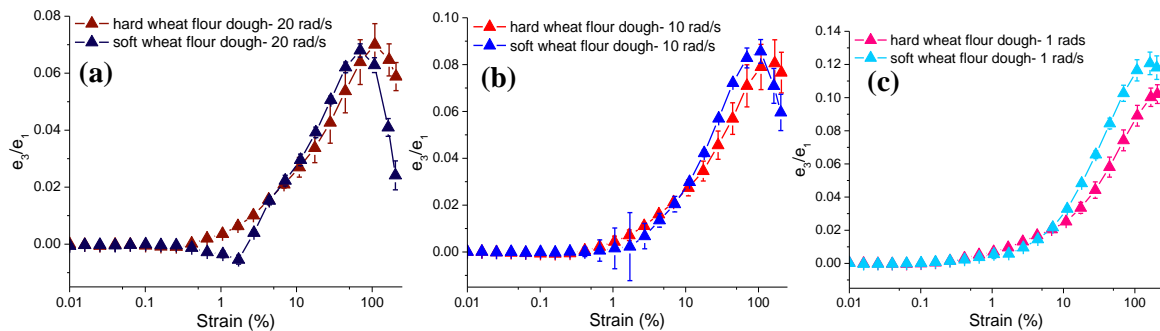 hard wheat flour dough- 20 rad/s
soft wheat flour dough- 20 rad/s
(a)
e3/e1
0.08
0.06
0.04
0.02
0.00
0.01 0.1 1 10 100
Strain (%)
hard wheat flour dough- 10 rad/s
soft wheat flour dough- 10 rad/s
(b)
e3/e1
0.10
0.08
0.06
0.04
0.02
0.00
0.01 0.1 1 10 100
Strain (%)
hard wheat flour dough- 1 rads
soft wheat flour dough- 1 rad/s
(c)
e3/e1
0.14
0.12
0.10
0.08
0.06
0.04
0.02
0.00
0.01 0.1 1 10 100
Strain (%)